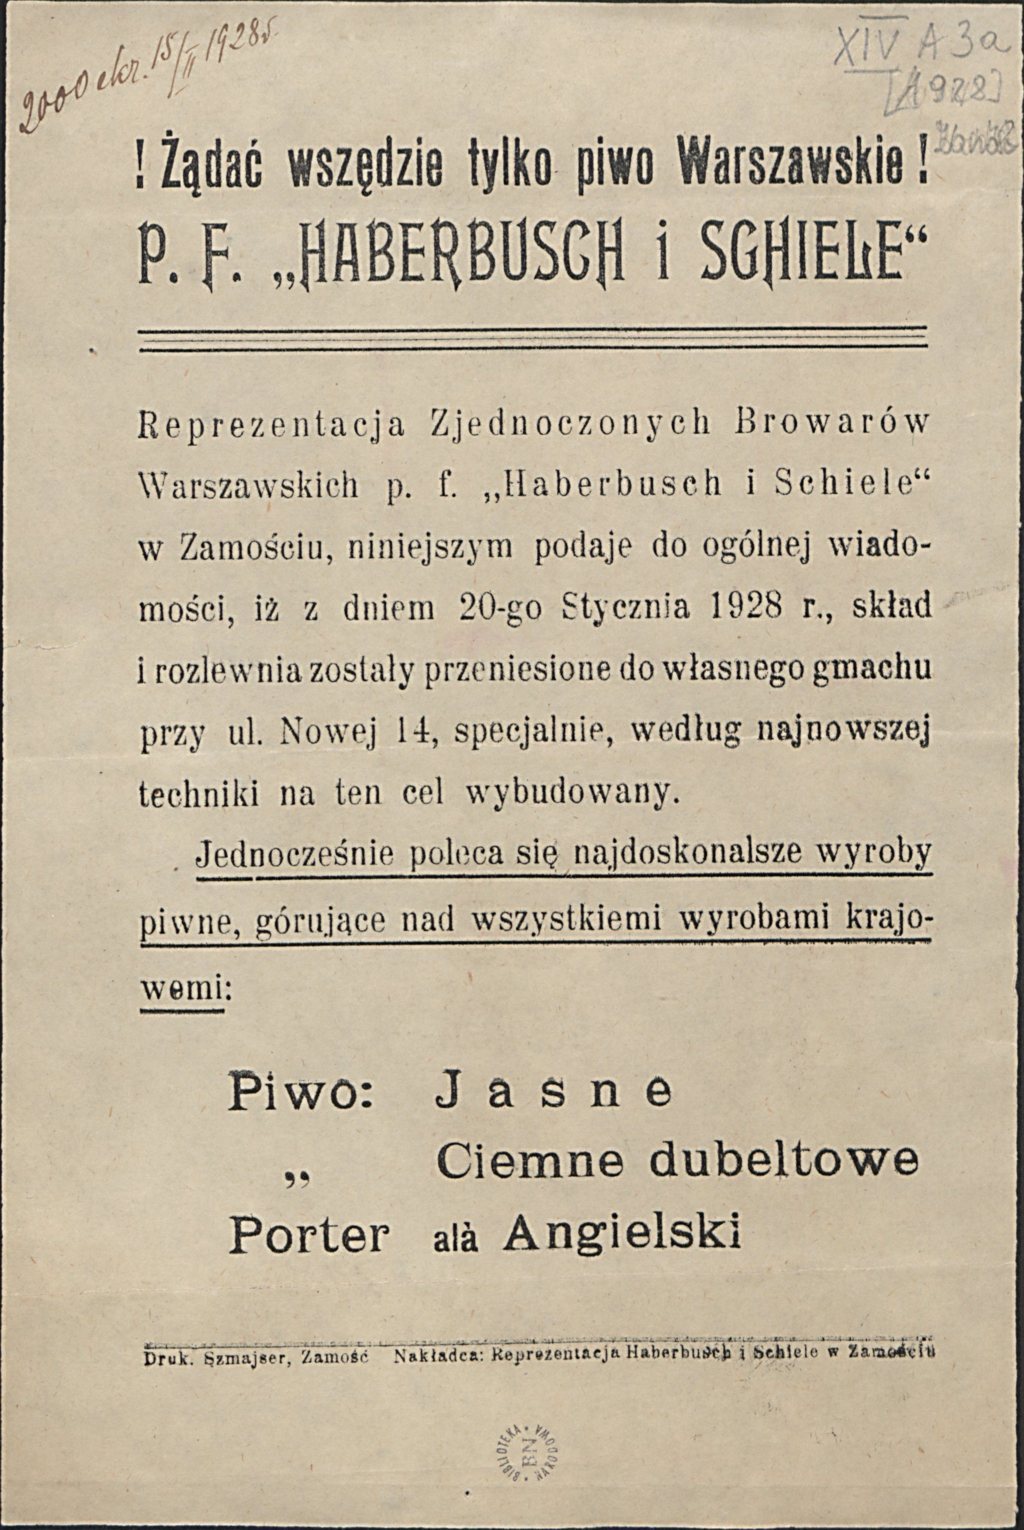 2000 ekz. 15/II 1928 r.
XIV A 3a
! Żądać wszędzie tylko piwo Warszawskie !
P. F. „HABERBUSCH i SCHIELE“
Reprezentacja Zjednoczonych Browarów
Warszawskich p. f. „Haberbusch i Schiele“
w Zamościu, niniejszym podaje do ogólnej wiado-
mości, iż z dniem 20-go Stycznia 1928 r., skład
i rozlewnia zostały przeniesione do własnego gmachu
przy ul. Nowej 14, specjalnie, według najnowszej
techniki na ten cel wybudowany.
Jednocześnie poleca się najdoskonalsze wyroby
piwne, górujące nad wszystkiemi wyrobami krajo-
wemi:
Piwo: Jasne
„ Ciemne dubeltowe
Porter alà Angielski
Druk. Szmajser, Zamość Nakładca: Reprezentacja Haberbusch i Schiele w Zamościu
BIBLIOTEKA NARODOWA
BN